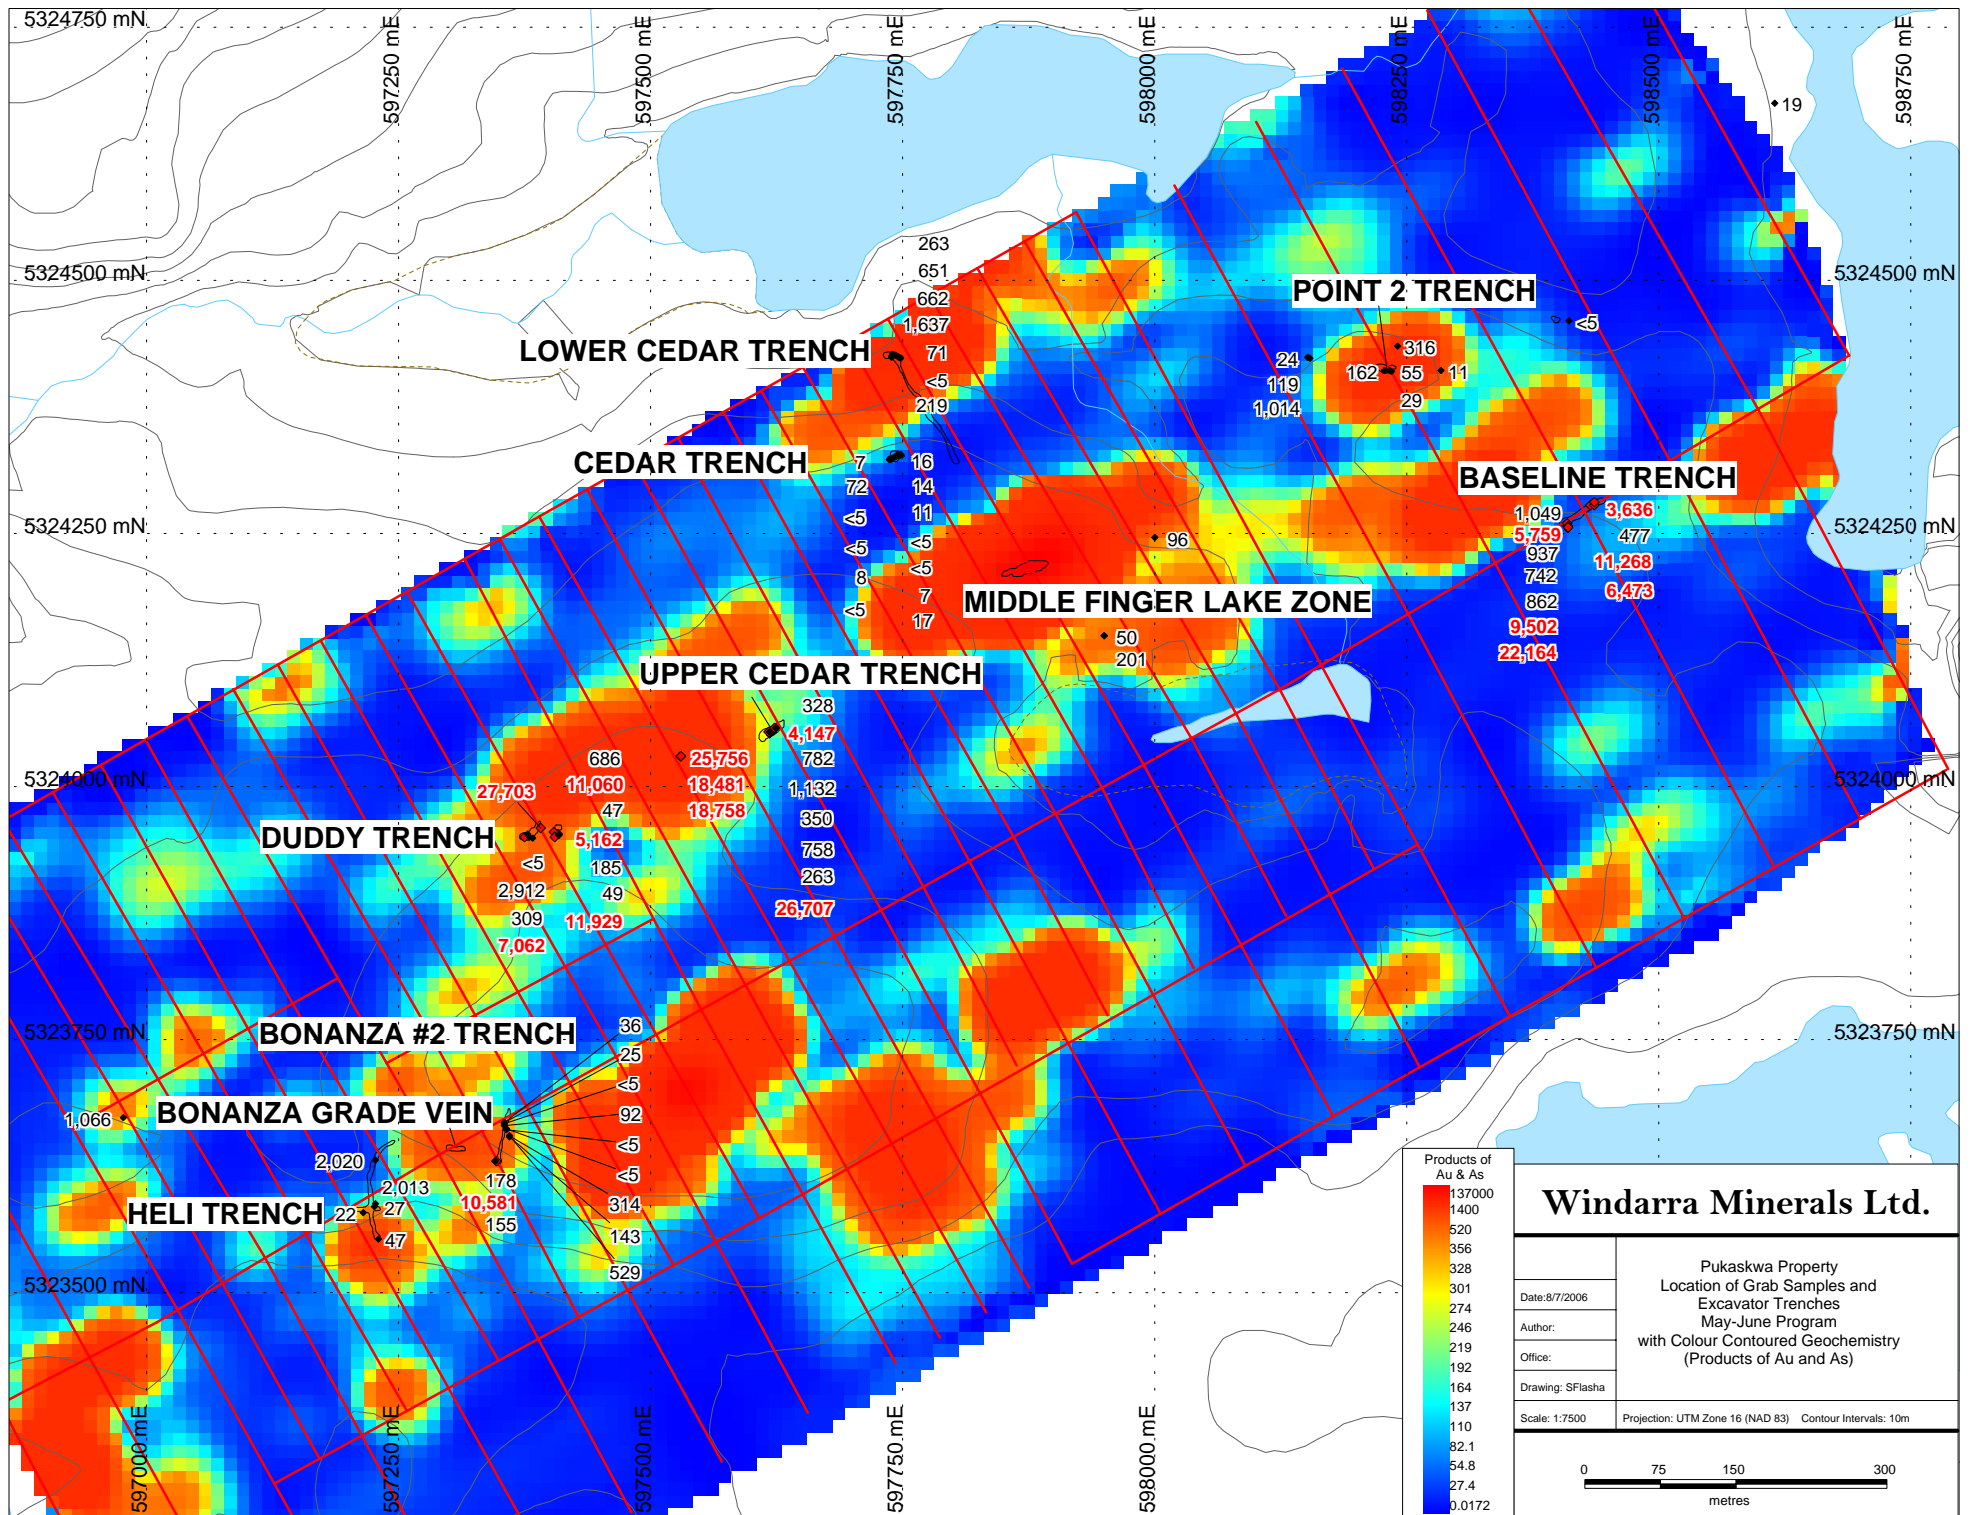 5324750 mN
597250 mE
597500 mE
597750 mE
598000 mE
598250 mE
598500 mE
598750 mE
19
263
651
662
1,637
71
<5
219
5324500 mN
5324500 mN
POINT 2 TRENCH
<5
LOWER CEDAR TRENCH
24
119
1,014
316
162
55
11
29
CEDAR TRENCH
7
72
<5
<5
8
<5
16
14
11
<5
<5
7
17
BASELINE TRENCH
1,049
5,759
937
742
862
9,502
22,164
3,636
477
11,268
6,473
5324250 mN
5324250 mN
96
MIDDLE FINGER LAKE ZONE
50
201
UPPER CEDAR TRENCH
328
4,147
782
1,132
350
758
263
26,707
686
11,060
47
5,162
185
49
11,929
25,756
18,481
18,758
5324000 mN
5324000 mN
27,703
DUDDY TRENCH
<5
2,912
309
7,062
5323750 mN
5323750 mN
BONANZA #2 TRENCH
36
25
<5
92
<5
<5
314
143
529
1,066
BONANZA GRADE VEIN
2,020
2,013
178
10,581
155
HELI TRENCH
22
27
47
5323500 mN
597000 mE
597250 mE
597500 mE
597750 mE
598000 mE
Products of
Au & As
137000
1400
520
356
328
301
274
246
219
192
164
137
110
82.1
54.8
27.4
0.0172
Windarra Minerals Ltd.
Date:8/7/2006
Author:
Office:
Drawing: SFlasha
Scale: 1:7500
Pukaskwa Property
Location of Grab Samples and
Excavator Trenches
May-June Program
with Colour Contoured Geochemistry
(Products of Au and As)
Projection: UTM Zone 16 (NAD 83) Contour Intervals: 10m
0 75 150 300
metres